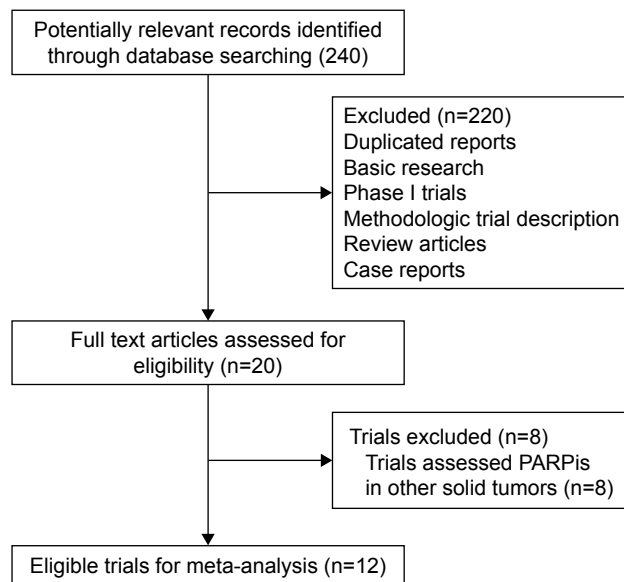 Potentially relevant records identified
through database searching (240)
Excluded (n=220)
Duplicated reports
Basic research
Phase I trials
Methodologic trial description
Review articles
Case reports
Full text articles assessed for
eligibility (n=20)
Trials excluded (n=8)
Trials assessed PARPis
in other solid tumors (n=8)
Eligible trials for meta-analysis (n=12)